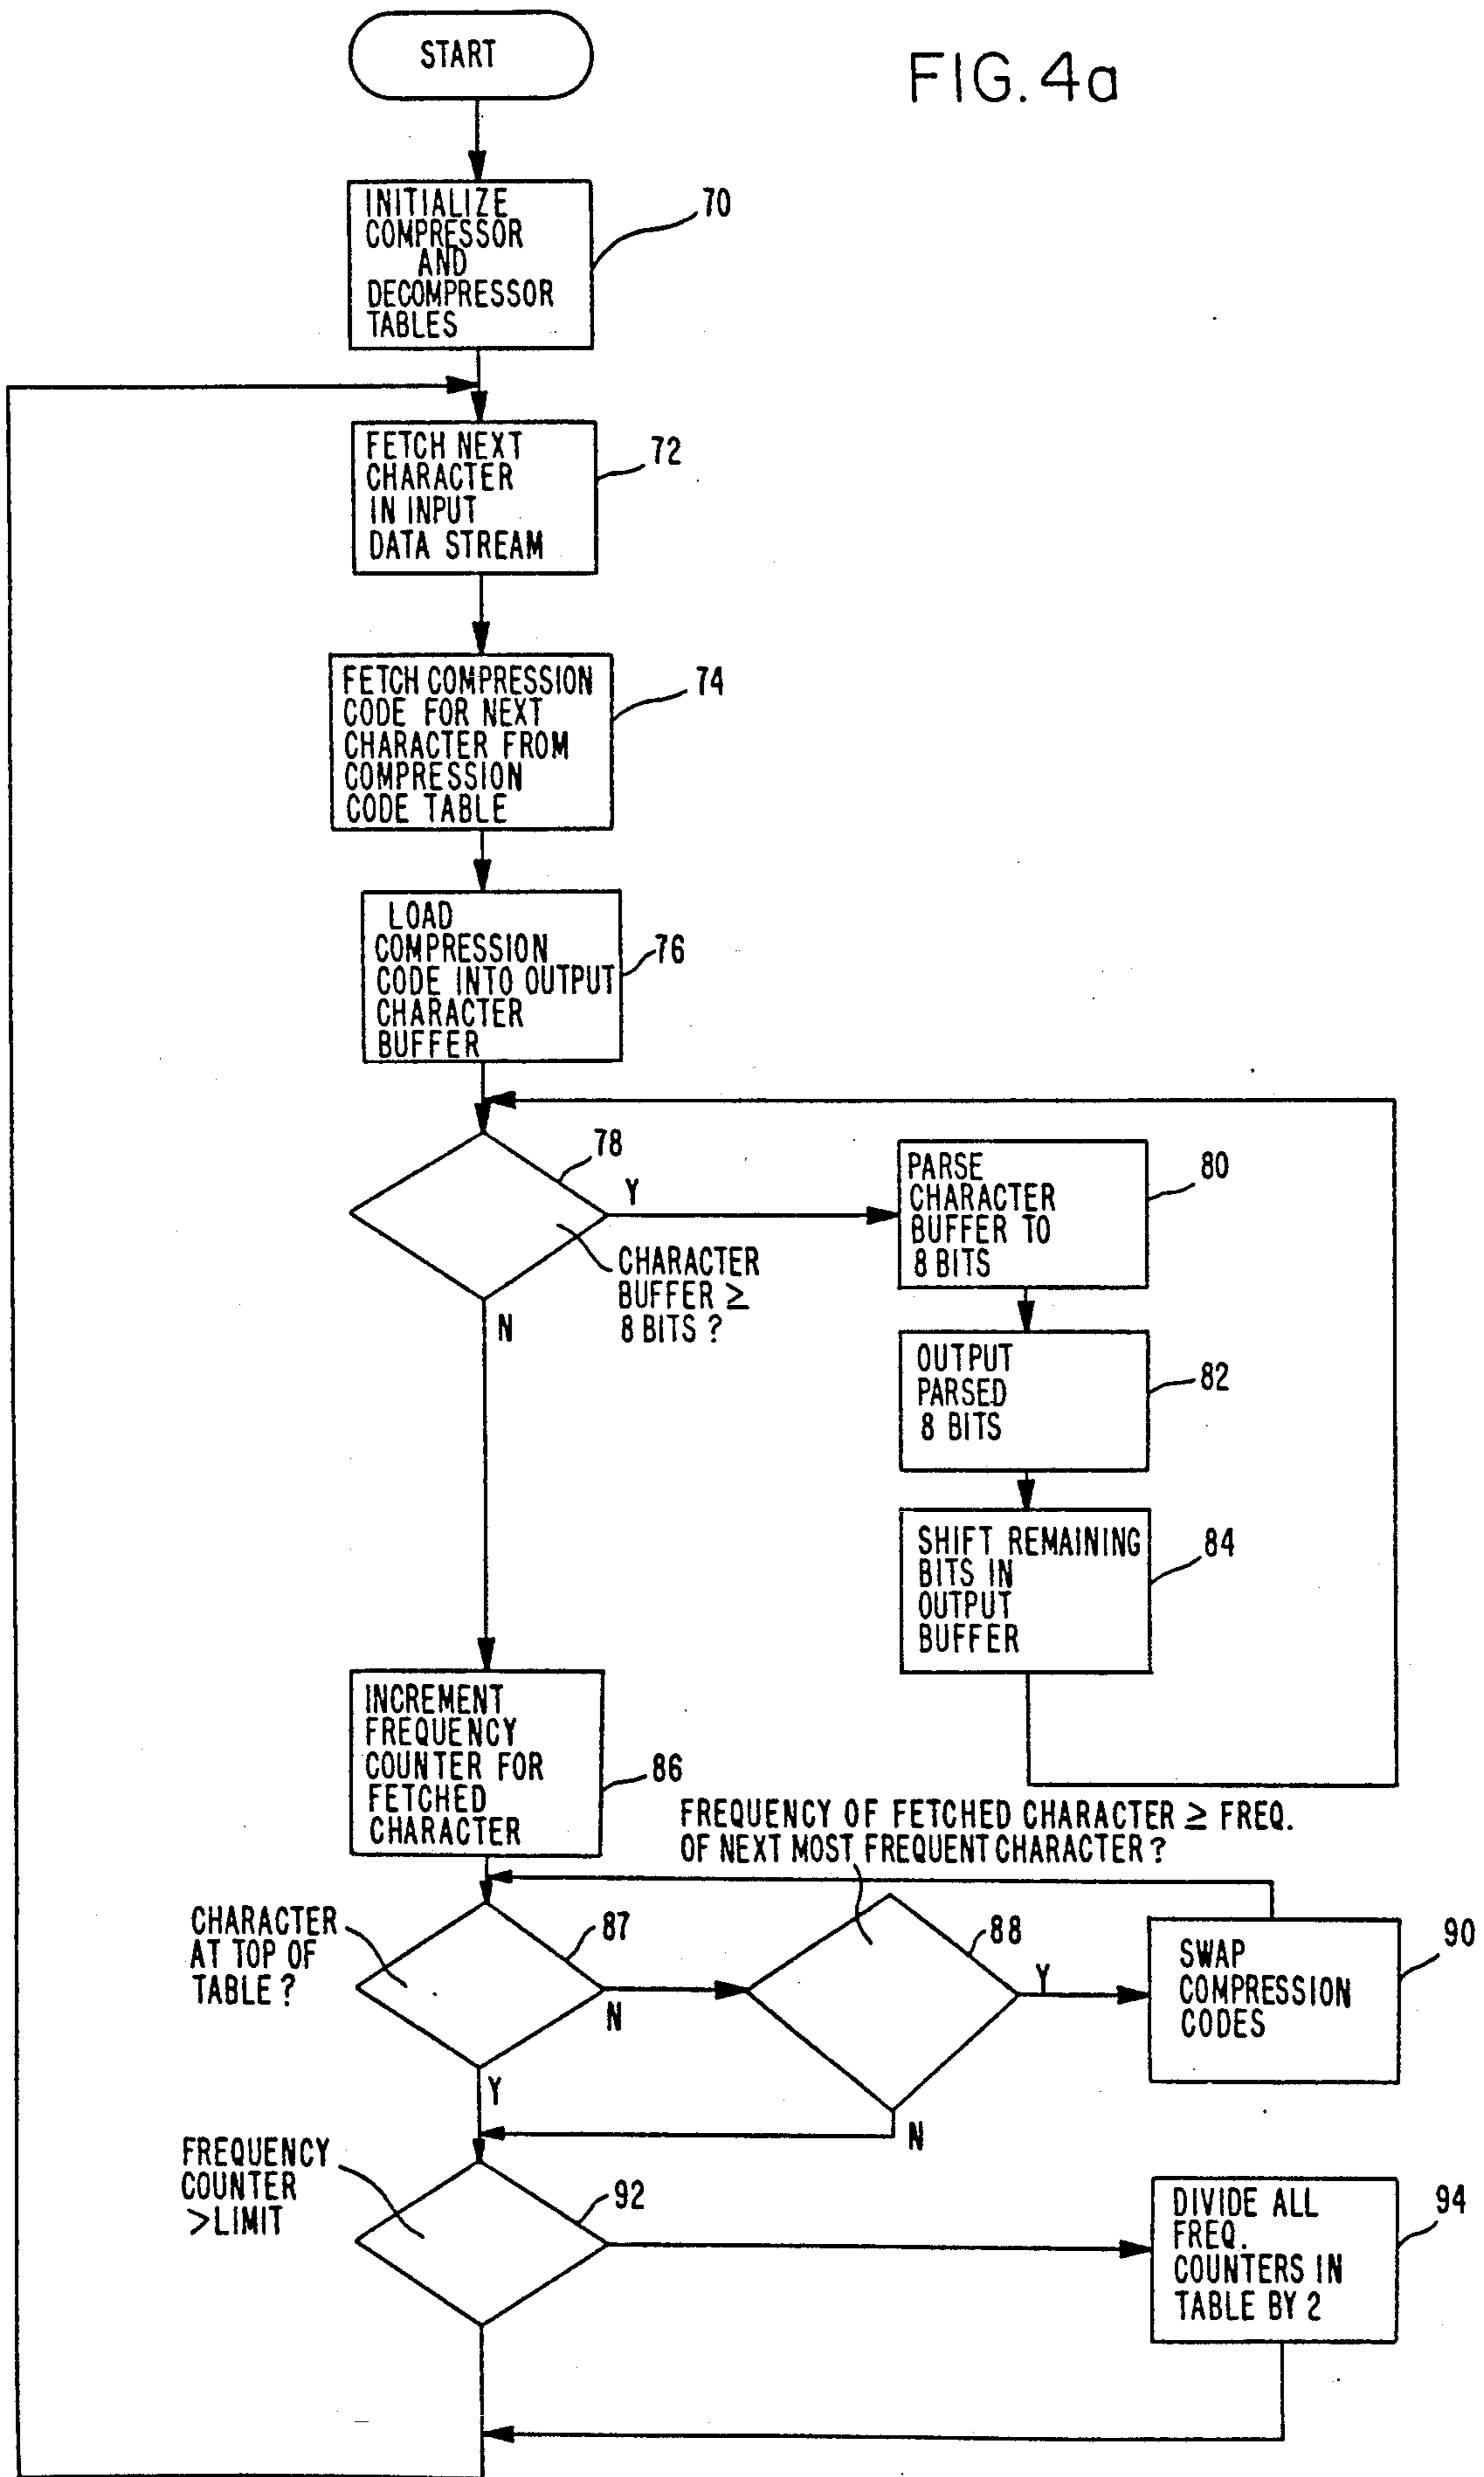 START
FIG. 4a
INITIALIZE
COMPRESSOR
AND
DECOMPRESSOR
TABLES
70
FETCH NEXT
CHARACTER
IN INPUT
DATA STREAM
72
FETCH COMPRESSION
CODE FOR NEXT
CHARACTER FROM
COMPRESSION
CODE TABLE
74
LOAD
COMPRESSION
CODE INTO OUTPUT
CHARACTER
BUFFER
76
78
Y
CHARACTER
BUFFER ≥
8 BITS ?
N
PARSE
CHARACTER
BUFFER TO
8 BITS
80
OUTPUT
PARSED
8 BITS
82
SHIFT REMAINING
BITS IN
OUTPUT
BUFFER
84
INCREMENT
FREQUENCY
COUNTER FOR
FETCHED
CHARACTER
86
FREQUENCY OF FETCHED CHARACTER ≥ FREQ.
OF NEXT MOST FREQUENT CHARACTER ?
CHARACTER
AT TOP OF
TABLE ?
87
N
Y
88
Y
N
SWAP
COMPRESSION
CODES
90
FREQUENCY
COUNTER
>LIMIT
92
DIVIDE ALL
FREQ.
COUNTERS IN
TABLE BY 2
94